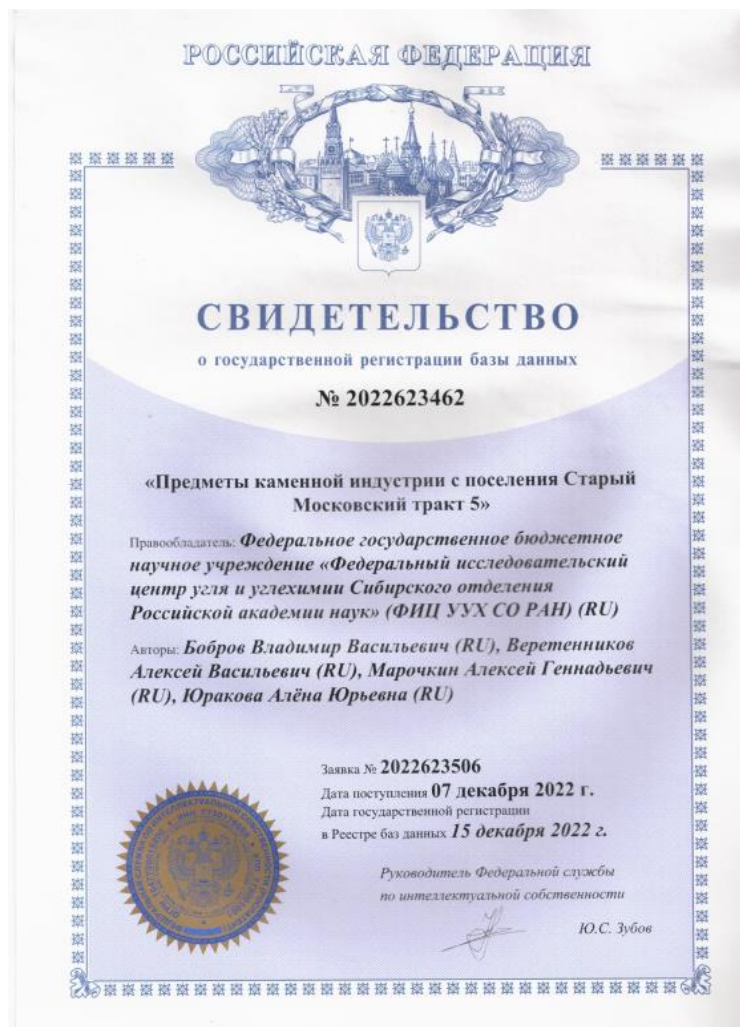 РОССИЙСКАЯ ФЕДЕРАЦИЯ
СВИДЕТЕЛЬСТВО
о государственной регистрации базы данных
№ 2022623462
«Предметы каменной индустрии с поселения Старый
Московский тракт 5»
Правообладатель: Федеральное государственное бюджетное
научное учреждение «Федеральный исследовательский
центр угля и углехимии Сибирского отделения
Российской академии наук» (ФИЦ УУХ СО РАН) (RU)
Авторы: Бобров Владимир Васильевич (RU), Веретенников
Алексей Васильевич (RU), Марочкин Алексей Геннадьевич
(RU), Юракова Алёна Юрьевна (RU)
Заявка № 2022623506
Дата поступления 07 декабря 2022 г.
Дата государственной регистрации
в Реестре баз данных 15 декабря 2022 г.
Руководитель Федеральной службы
по интеллектуальной собственности
Ю.С. Зубов